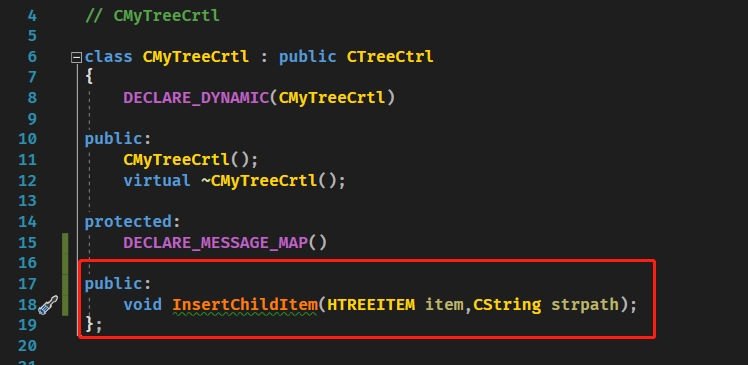 4 // CMyTreeCrtl
5
6 class CMyTreeCrtl : public CTreeCtrl
7 {
8 DECLARE_DYNAMIC(CMyTreeCrtl)
9
10 public:
11 CMyTreeCrtl();
12 virtual ~CMyTreeCrtl();
13
14 protected:
15 DECLARE_MESSAGE_MAP()
16
17 public:
18 void InsertChildItem(HTREEITEM item,CString strpath);
19 };
20
21